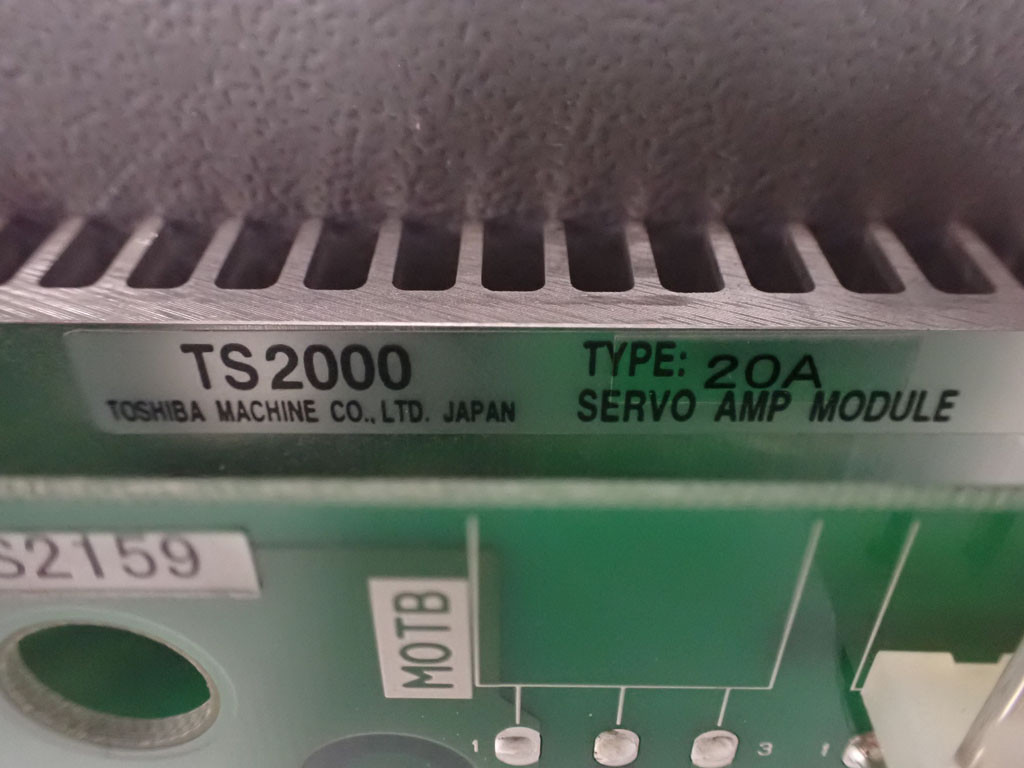 TS2000
TYPE: 20A
TOSHIBA MACHINE CO., LTD. JAPAN
SERVO AMP MODULE
S2159
MOTB
1
3
1